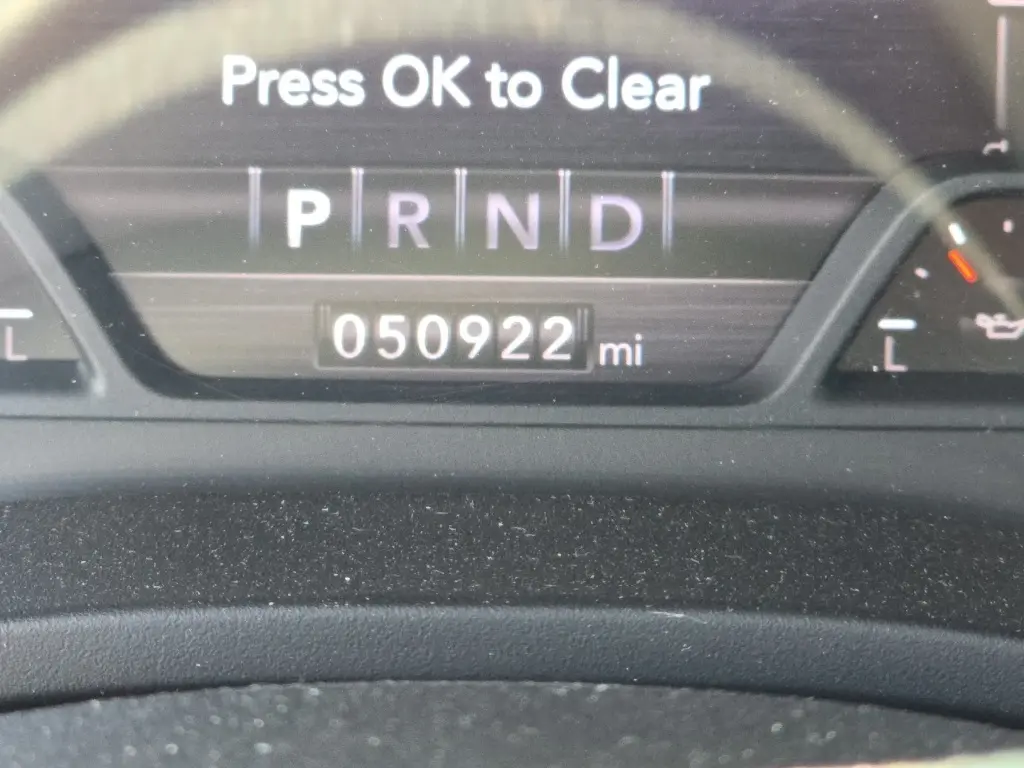 Press OK to Clear
P R N D
050922 mi
L
L